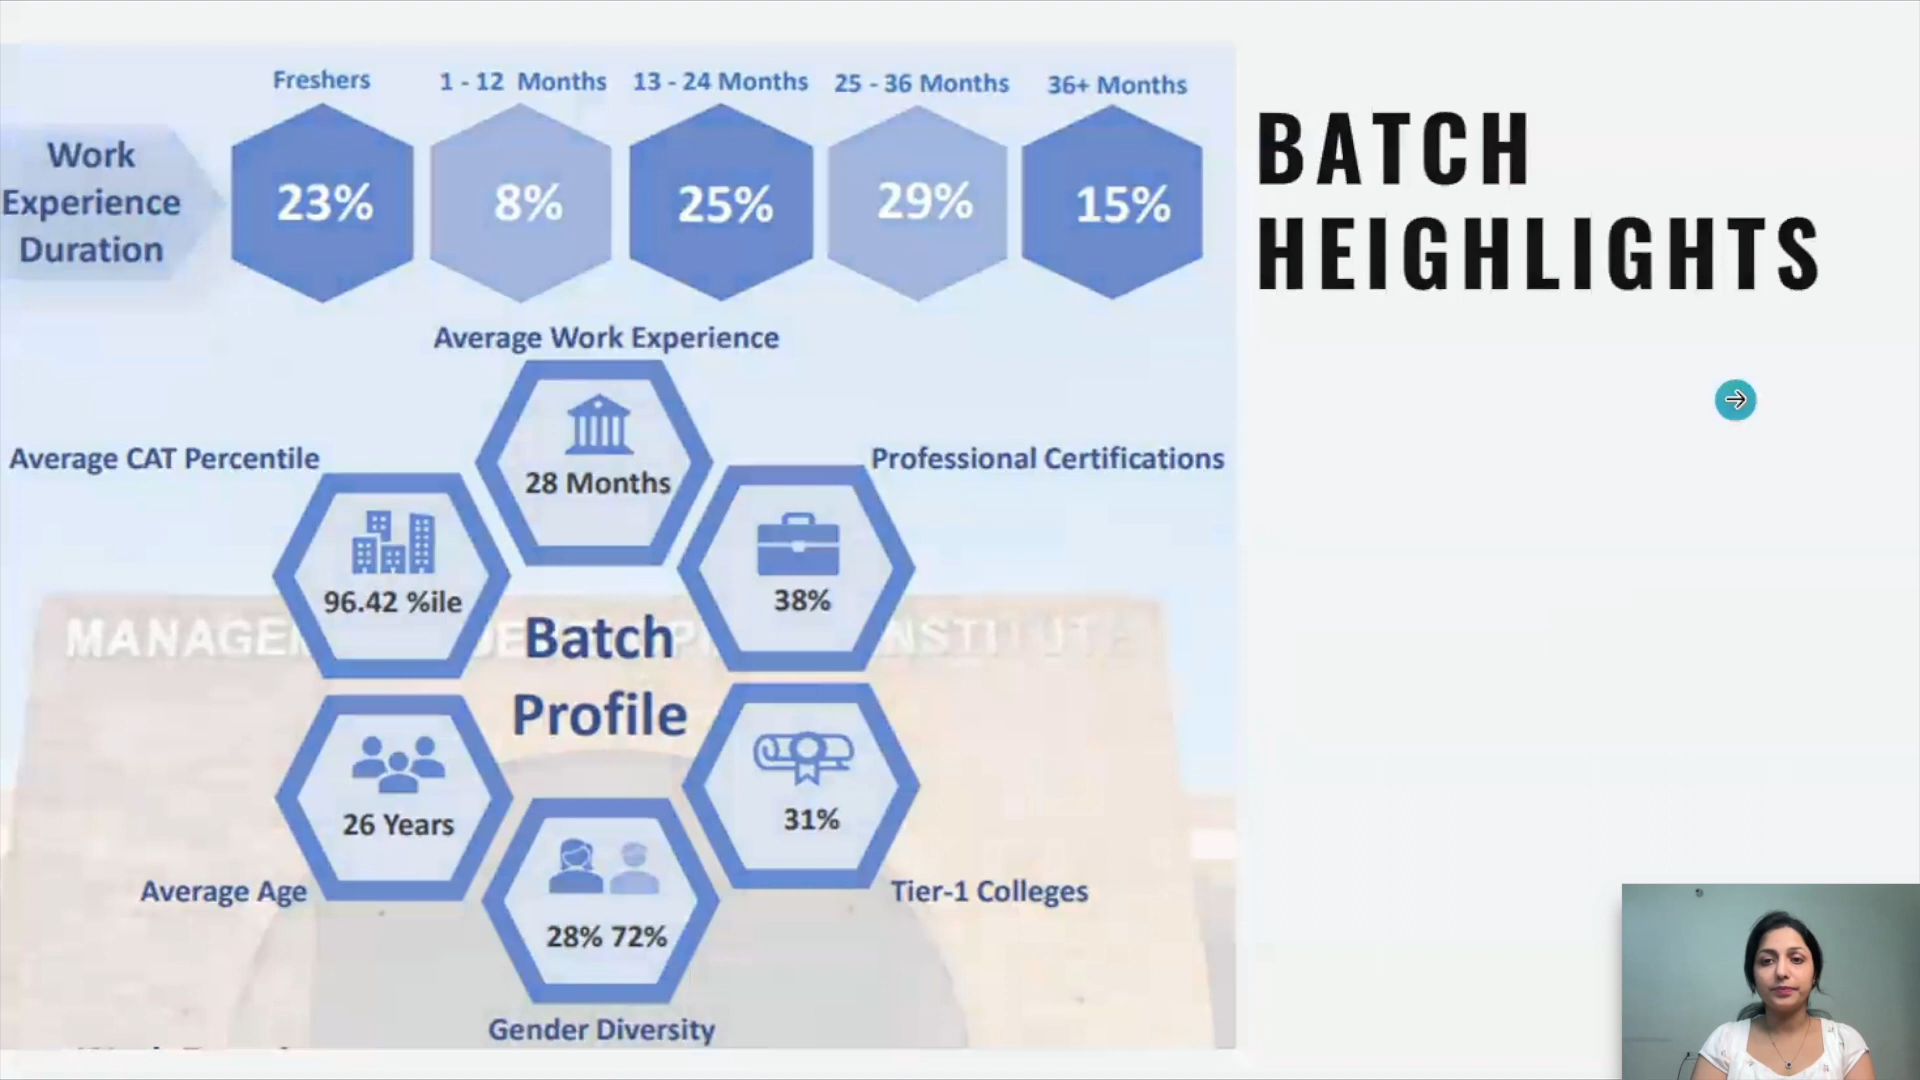 Freshers
1 - 12 Months
13 - 24 Months
25 - 36 Months
36+ Months
Work
Experience
Duration
23%
8%
25%
29%
15%
BATCH
HEIGHLIGHTS
Average Work Experience
28 Months
Average CAT Percentile
96.42 %ile
Professional Certifications
38%
Batch
Profile
26 Years
Average Age
31%
Tier-1 Colleges
28% 72%
Gender Diversity